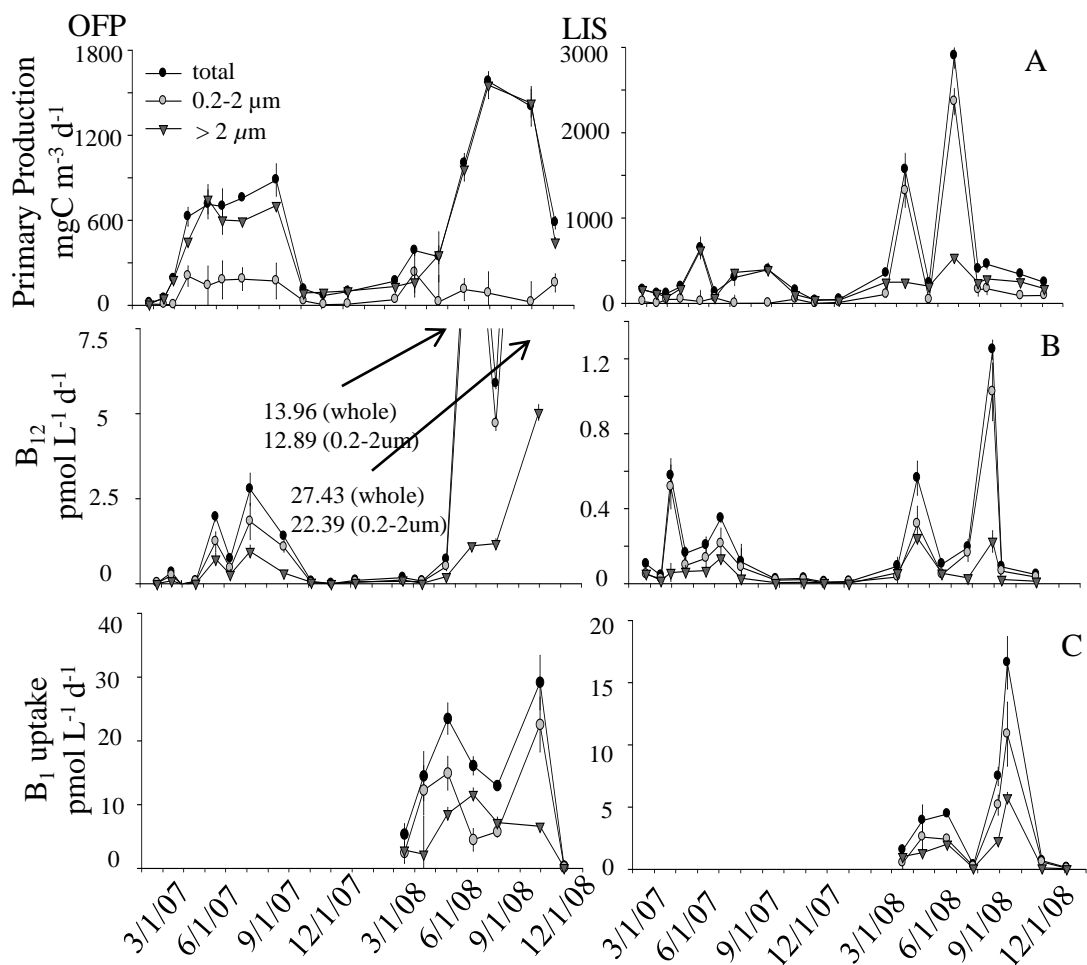 OFP
LIS
Primary Production
mgC m-3 d-1
1800
1200
600
0
total
0.2-2 µm
> 2 µm
3000
2000
1000
0
A
B12
pmol L-1 d-1
7.5
5
2.5
0
13.96 (whole)
12.89 (0.2-2um)
27.43 (whole)
22.39 (0.2-2um)
1.2
0.8
0.4
0
B
B1 uptake
pmol L-1 d-1
40
30
20
10
0
20
15
10
5
0
C
3/1/07
6/1/07
9/1/07
12/1/07
3/1/08
6/1/08
9/1/08
12/1/08
3/1/07
6/1/07
9/1/07
12/1/07
3/1/08
6/1/08
9/1/08
12/1/08